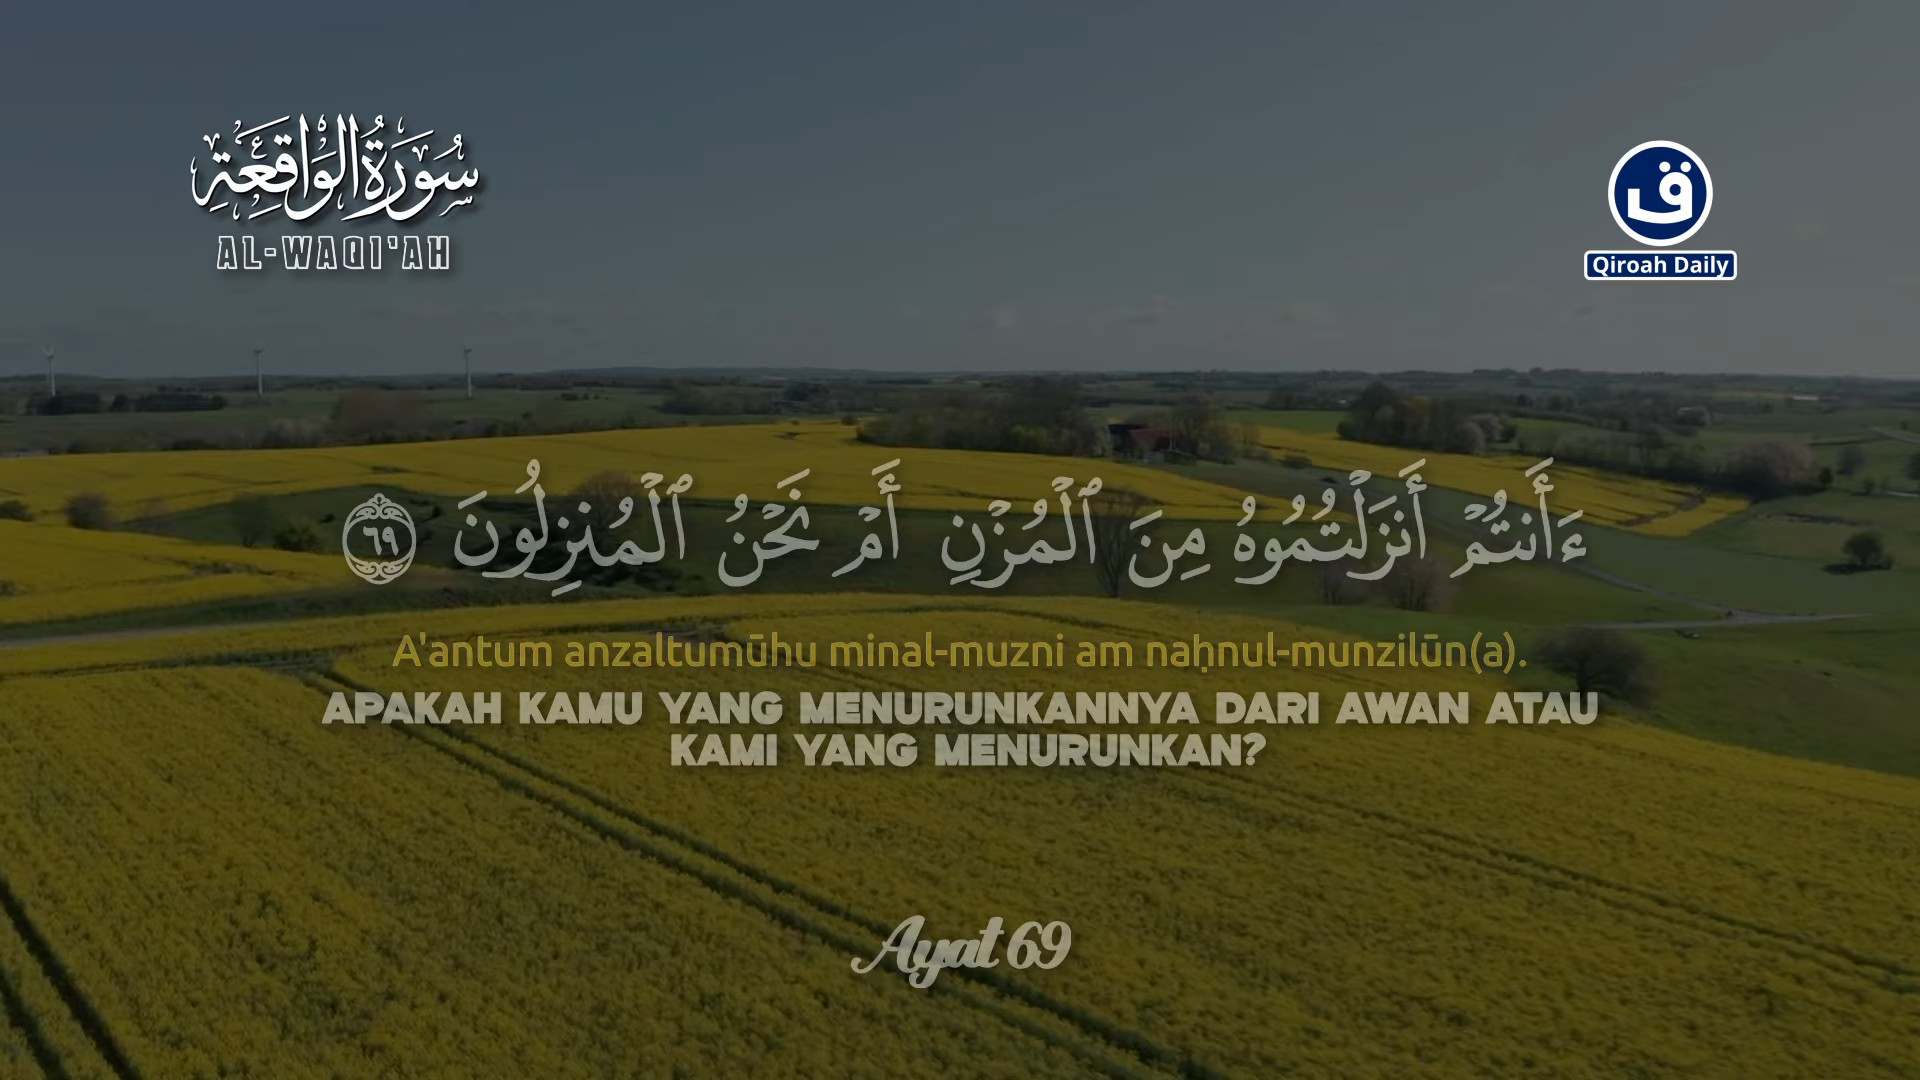 سُورَةُ الْوَاقِعَةِ
AL-WAQI'AH
ق
Qiroah Daily
ءَأَنتُمْ أَنزَلْتُمُوهُ مِنَ ٱلْمُزْنِ أَمْ نَحْنُ ٱلْمُنزِلُونَ ٦٩
A'antum anzaltumūhu minal-muzni am naḥnul-munzilūn(a).
APAKAH KAMU YANG MENURUNKANNYA DARI AWAN ATAU
KAMI YANG MENURUNKAN?
Ayat 69